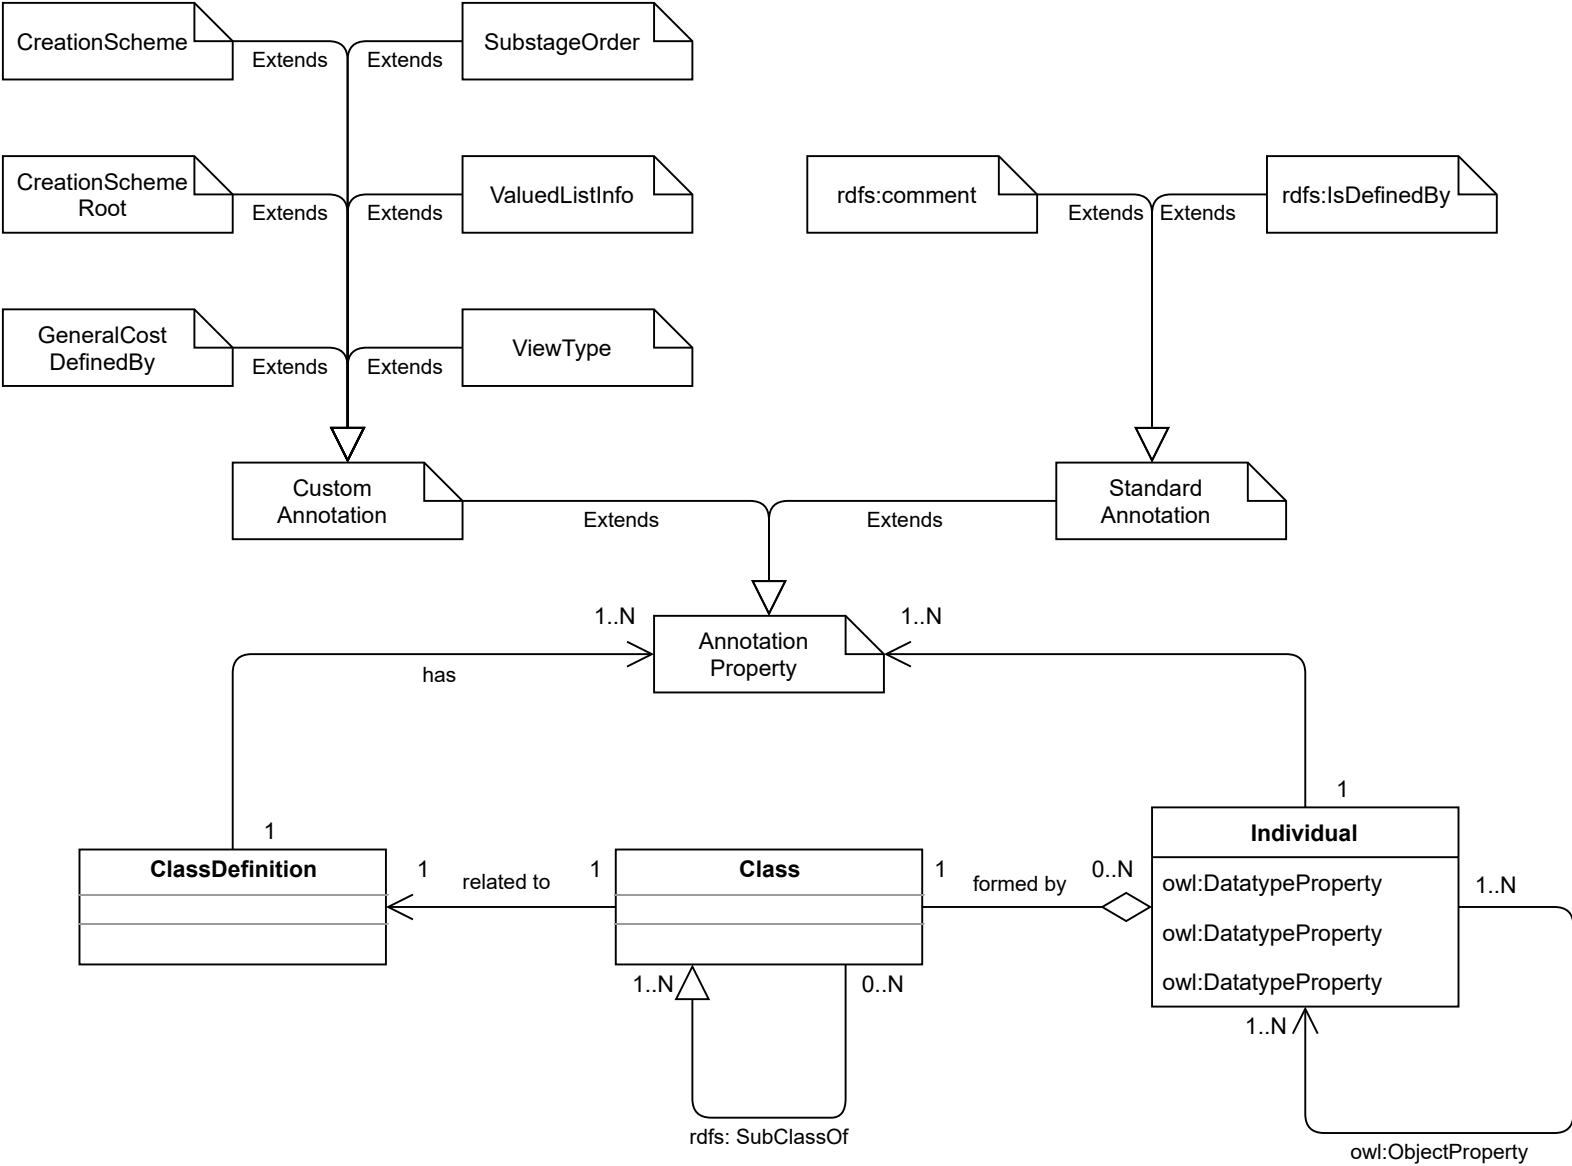 CreationScheme
Extends
Extends
SubstageOrder
CreationScheme
Root
Extends
Extends
ValuedListInfo
rdfs:comment
Extends
Extends
rdfs:IsDefinedBy
GeneralCost
DefinedBy
Extends
Extends
ViewType
Custom
Annotation
Extends
Extends
Standard
Annotation
1..N
Annotation
Property
1..N
has
1
1
ClassDefinition
1
related to
1
Class
1
formed by
0..N
Individual
owl:DatatypeProperty
owl:DatatypeProperty
owl:DatatypeProperty
1..N
1..N
0..N
1..N
rdfs: SubClassOf
owl:ObjectProperty